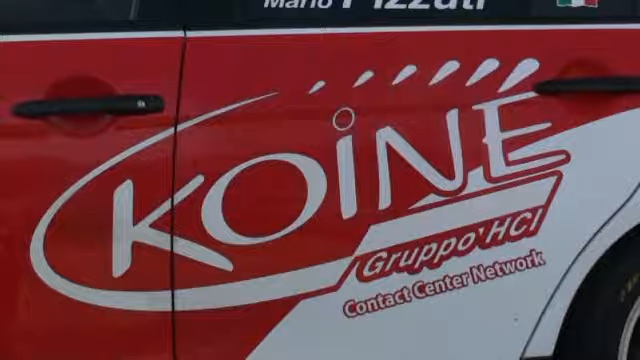 Mario Pizzuti
KOINÉ
Gruppo HCI
Contact Center Network